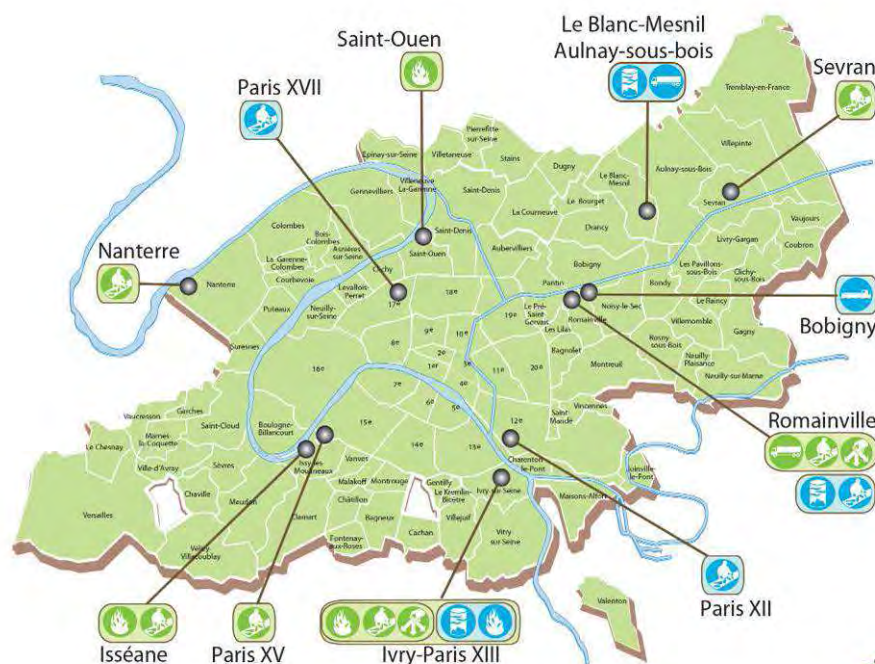 Saint-Ouen
Le Blanc-Mesnil
Aulnay-sous-bois
Sevran
Paris XVII
Nanterre
Bobigny
Romainville
Paris XII
Isséane
Paris XV
Ivry-Paris XIII
Tremblay-en-France
Pierrefitte
sur-Seine
Villepinte
Epinay-sur-Seine
Villetaneuse
Stains
Dugny
Aulnay-sous-Bois
Villeneuve
La-Garenne
Le Blanc-
Mesnil
Gennevilliers
Saint-Denis
Le Bourget
Sevran
La Courneuve
Vaujours
Colombes
Drancy
Bois-
Colombes
Saint-Denis
Livry-Gargan
Coubron
Asnières
sur-Seine
Saint-Ouen
Aubervilliers
La Garenne-
Colombes
Bobigny
Les Pavillons-
sous-Bois
Clichy-
sous-Bois
Clichy
Courbevoie
Pantin
Bondy
Nanterre
Levallois-
Perret
18e
17e
Le Raincy
Puteaux
Neuilly-
sur-Seine
19e
Le Pré-
Saint-
Gervais
Romainville
Noisy-le-Sec
Les Lilas
Villemomble
Gagny
Suresnes
8e
9e
10e
2e
Rosny
sous-Bois
Bagnolet
Neuilly-
Plaisance
16e
1er
3e
11e
20e
Montreuil
Neuilly-sur-Marne
7e
4e
6e
5e
Vincennes
Saint-
Mandé
Vaucresson
Garches
Saint-Cloud
Boulogne-
Billancourt
15e
12e
Marnes
la-Coquette
Le Chesnay
14e
13e
Ville-d'Avray
Sèvres
Issy-les
Moulineaux
Vanves
Charenton
le-Pont
Joinville-
le-Pont
Malakoff
Montrouge
Gentilly
Le Kremlin-
Bicêtre
Ivry-sur-Seine
Chaville
Meudon
Châtillon
Maisons-Alfort
Versailles
Clamart
Bagneux
Villejuif
Vitry
sur-Seine
Fontenay-
aux-Roses
Cachan
Vélizy
Villacoublay
Valenton